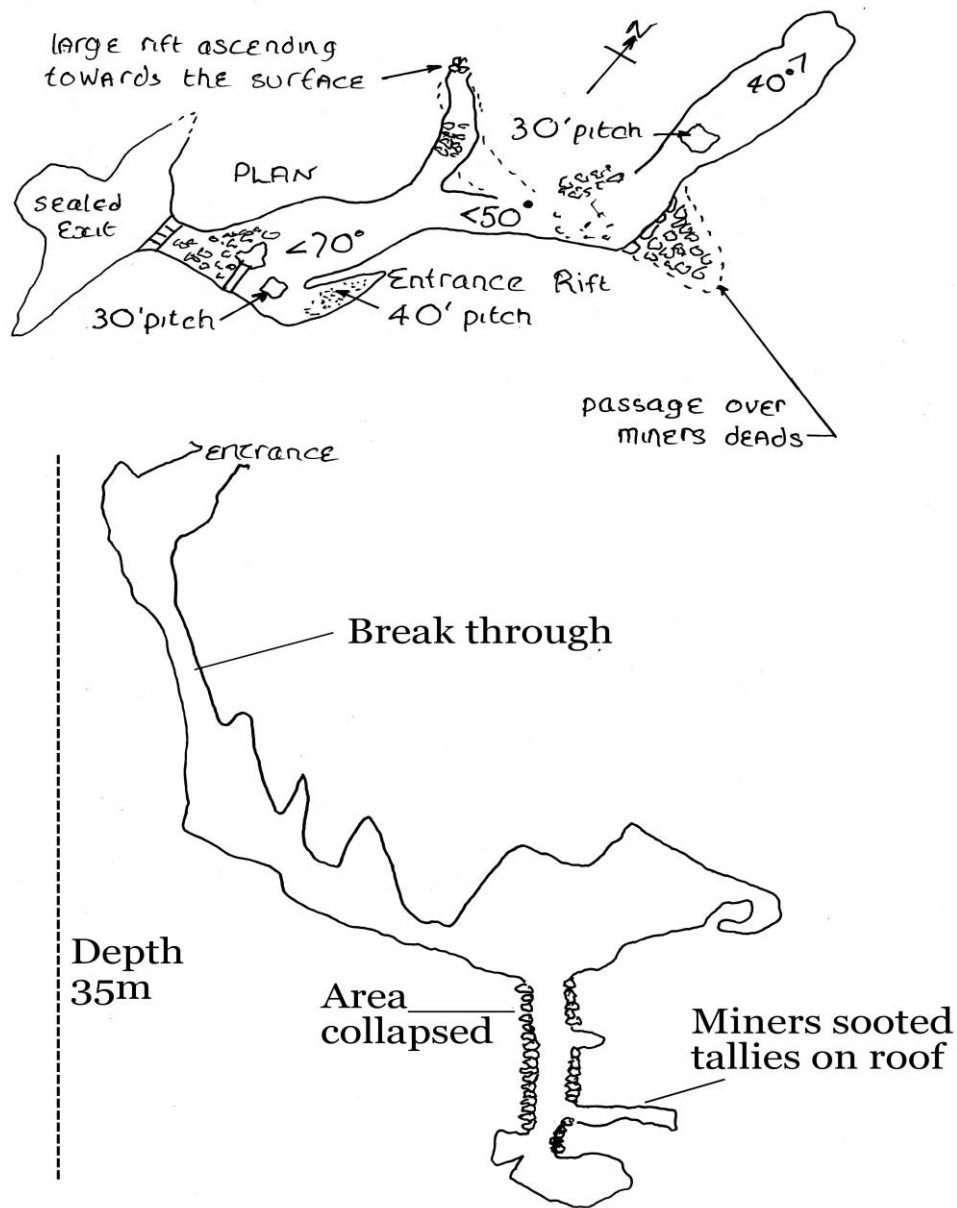 large rift ascending
towards the surface
N
40°>
30' pitch
PLAN
sealed
Exit
<50°
<70°
Entrance Rift
30' pitch
40' pitch
passage over
miners deads
entrance
Break through
Depth
35m
Area
collapsed
Miners sooted
tallies on roof